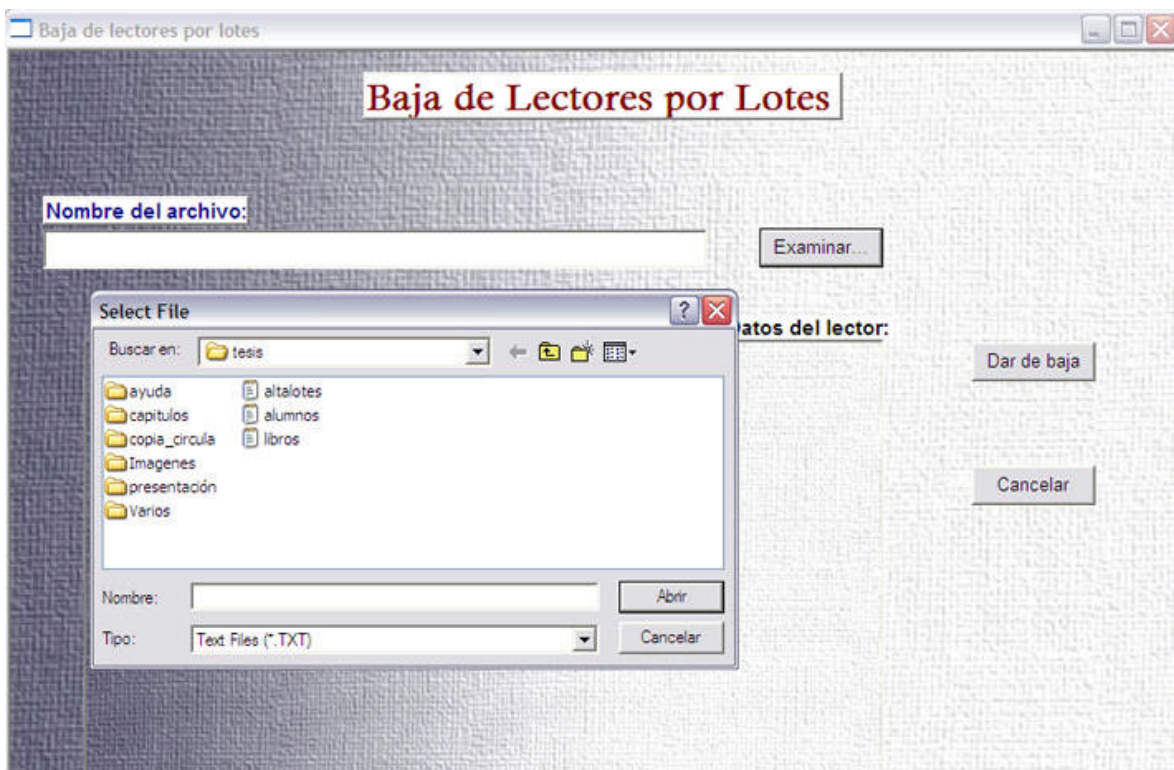 Baja de lectores por lotes
Baja de Lectores por Lotes
Nombre del archivo:
Examinar...
Select File
atos del lector:
Buscar en: tesis
Dar de baja
ayuda altalotes
capitulos alumnos
copia_circula libros
Imagenes
presentación
Varios
Cancelar
Nombre: Abrir
Tipo: Text Files (*.TXT) Cancelar